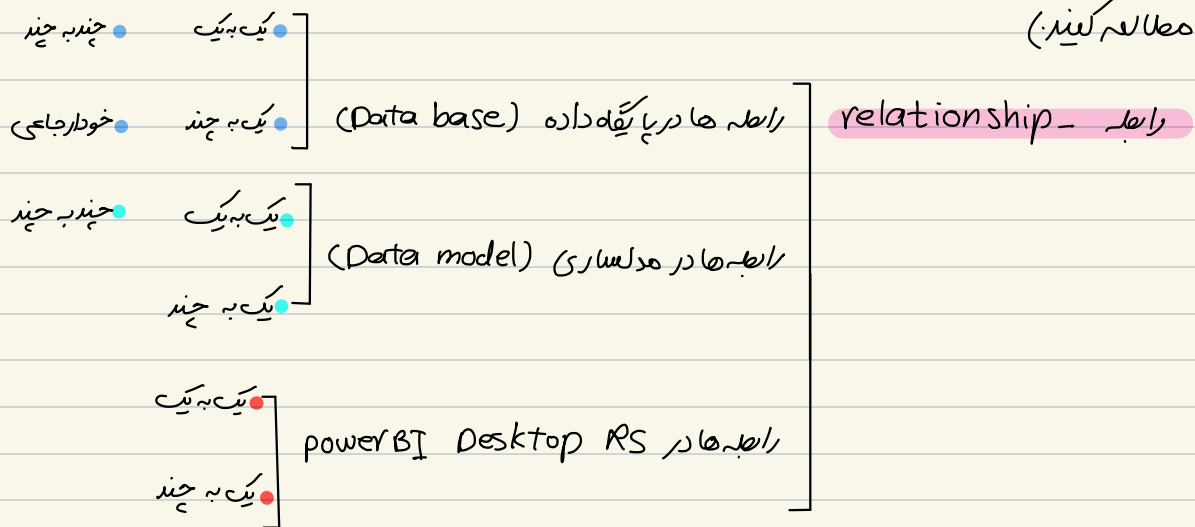 مطالعه کنید.)
رابطه - relationship
رابطه ها در پایگاه داده (Data base)
یک به یک
چند به چند
یک به چند
خودارجاعی
رابطه ها در مدلسازی (Data model)
یک به یک
چند به چند
یک به چند
رابطه ها در powerBI Desktop RS
یک به یک
یک به چند